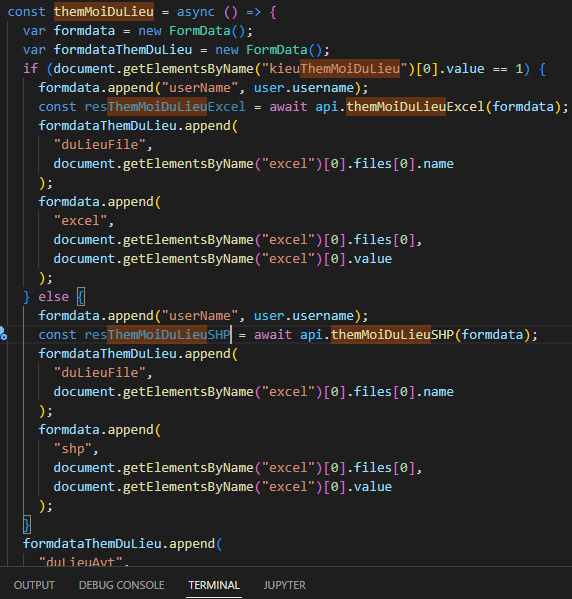 const themMoiDuLieu = async () => {
var formdata = new FormData();
var formdataThemDuLieu = new FormData();
if (document.getElementsByName("kieuThemMoiDuLieu")[0].value == 1) {
formdata.append("userName", user.username);
const resThemMoiDuLieuExcel = await api.themMoiDuLieuExcel(formdata);
formdataThemDuLieu.append(
"duLieuFile",
document.getElementsByName("excel")[0].files[0].name
);
formdata.append(
"excel",
document.getElementsByName("excel")[0].files[0],
document.getElementsByName("excel")[0].value
);
} else {
formdata.append("userName", user.username);
const resThemMoiDuLieuSHP = await api.themMoiDuLieuSHP(formdata);
formdataThemDuLieu.append(
"duLieuFile",
document.getElementsByName("excel")[0].files[0].name
);
formdata.append(
"shp",
document.getElementsByName("excel")[0].files[0],
document.getElementsByName("excel")[0].value
);
}
formdataThemDuLieu.append(
"duLieuAvt",
OUTPUT DEBUG CONSOLE TERMINAL JUPYTER